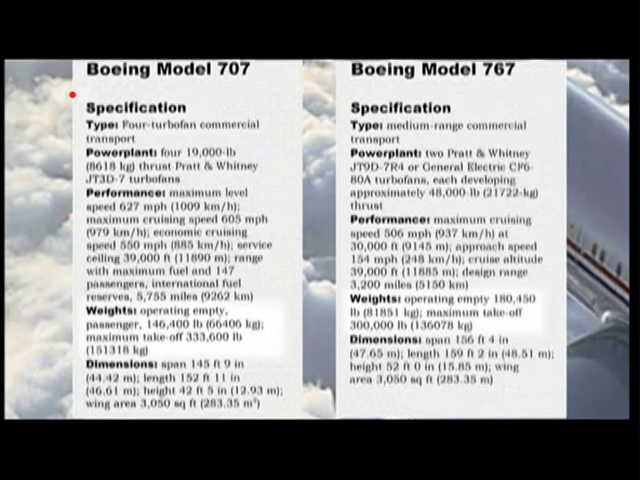 Boeing Model 707
Specification
Type: Four-turbofan commercial
transport
Powerplant: four 19,000-lb
(8618 kg) thrust Pratt & Whitney
JT3D-7 turbofans
Performance: maximum level
speed 627 mph (1009 km/h);
maximum cruising speed 605 mph
(979 km/h); economic cruising
speed 550 mph (885 km/h); service
ceiling 39,000 ft (11890 m); range
with maximum fuel and 147
passengers, international fuel
reserves, 5,755 miles (9262 km)
Weights: operating empty,
passenger, 146,400 lb (66406 kg);
maximum take-off 333,600 lb
(151318 kg)
Dimensions: span 145 ft 9 in
(44.42 m); length 152 ft 11 in
(46.61 m); height 42 ft 5 in (12.93 m);
wing area 3,050 sq ft (283.35 m²)
Boeing Model 767
Specification
Type: medium-range commercial
transport
Powerplant: two Pratt & Whitney
JT9D-7R4 or General Electric CF6-
80A turbofans, each developing
approximately 48,000-lb (21722-kg)
thrust
Performance: maximum cruising
speed 506 mph (937 km/h) at
30,000 ft (9145 m); approach speed
154 mph (248 km/h); cruise altitude
39,000 ft (11885 m); design range
3,200 miles (5150 km)
Weights: operating empty 180,450
lb (81851 kg); maximum take-off
300,000 lb (136078 kg)
Dimensions: span 156 ft 4 in
(47.65 m); length 159 ft 2 in (48.51 m);
height 52 ft 0 in (15.85 m); wing
area 3,050 sq ft (283.35 m)